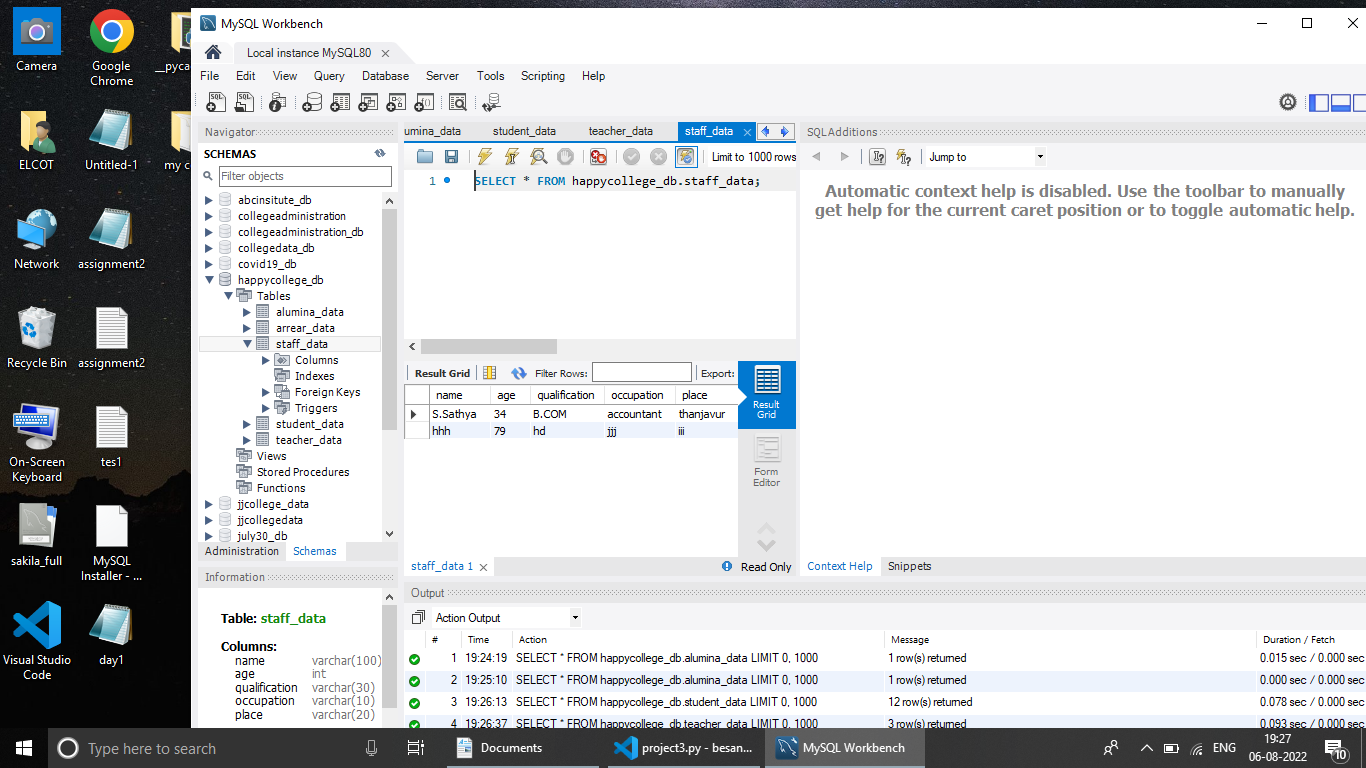 Camera
Google Chrome
__pyca
ELCOT
Untitled-1
my c
Network
assignment2
Recycle Bin
assignment2
On-Screen Keyboard
tes1
sakila_full
MySQL Installer - ...
Visual Studio Code
day1
MySQL Workbench
Local instance MySQL80
File Edit View Query Database Server Tools Scripting Help
Navigator
SCHEMAS
Filter objects
abcinsitute_db
collegeadministration
collegeadministration_db
collegedata_db
covid19_db
happycollege_db
Tables
alumina_data
arrear_data
staff_data
Columns
Indexes
Foreign Keys
Triggers
student_data
teacher_data
Views
Stored Procedures
Functions
jjcollege_data
jjcollegedata
july30_db
Administration Schemas
Information
Table: staff_data
Columns:
name varchar(100)
age int
qualification varchar(30)
occupation varchar(10)
place varchar(20)
umina_data student_data teacher_data staff_data
Limit to 1000 rows
1 SELECT * FROM happycollege_db.staff_data;
Result Grid Filter Rows: Export:
name age qualification occupation place
S.Sathya 34 B.COM accountant thanjavur
hhh 79 hd jjj iii
Result Grid
Form Editor
staff_data 1
Read Only
SQLAdditions
Jump to
Automatic context help is disabled. Use the toolbar to manually
get help for the current caret position or to toggle automatic help.
Context Help Snippets
Output
Action Output
# Time Action Message Duration / Fetch
1 19:24:19 SELECT * FROM happycollege_db.alumina_data LIMIT 0, 1000 1 row(s) returned 0.015 sec / 0.000 sec
2 19:25:10 SELECT * FROM happycollege_db.alumina_data LIMIT 0, 1000 1 row(s) returned 0.000 sec / 0.000 sec
3 19:26:13 SELECT * FROM happycollege_db.student_data LIMIT 0, 1000 12 row(s) returned 0.078 sec / 0.000 sec
4 19:26:37 SELECT * FROM happycollege_db.teacher_data LIMIT 0, 1000 3 row(s) returned 0.093 sec / 0.000 sec
Type here to search
Documents
project3.py - besan...
MySQL Workbench
ENG
19:27
06-08-2022
10